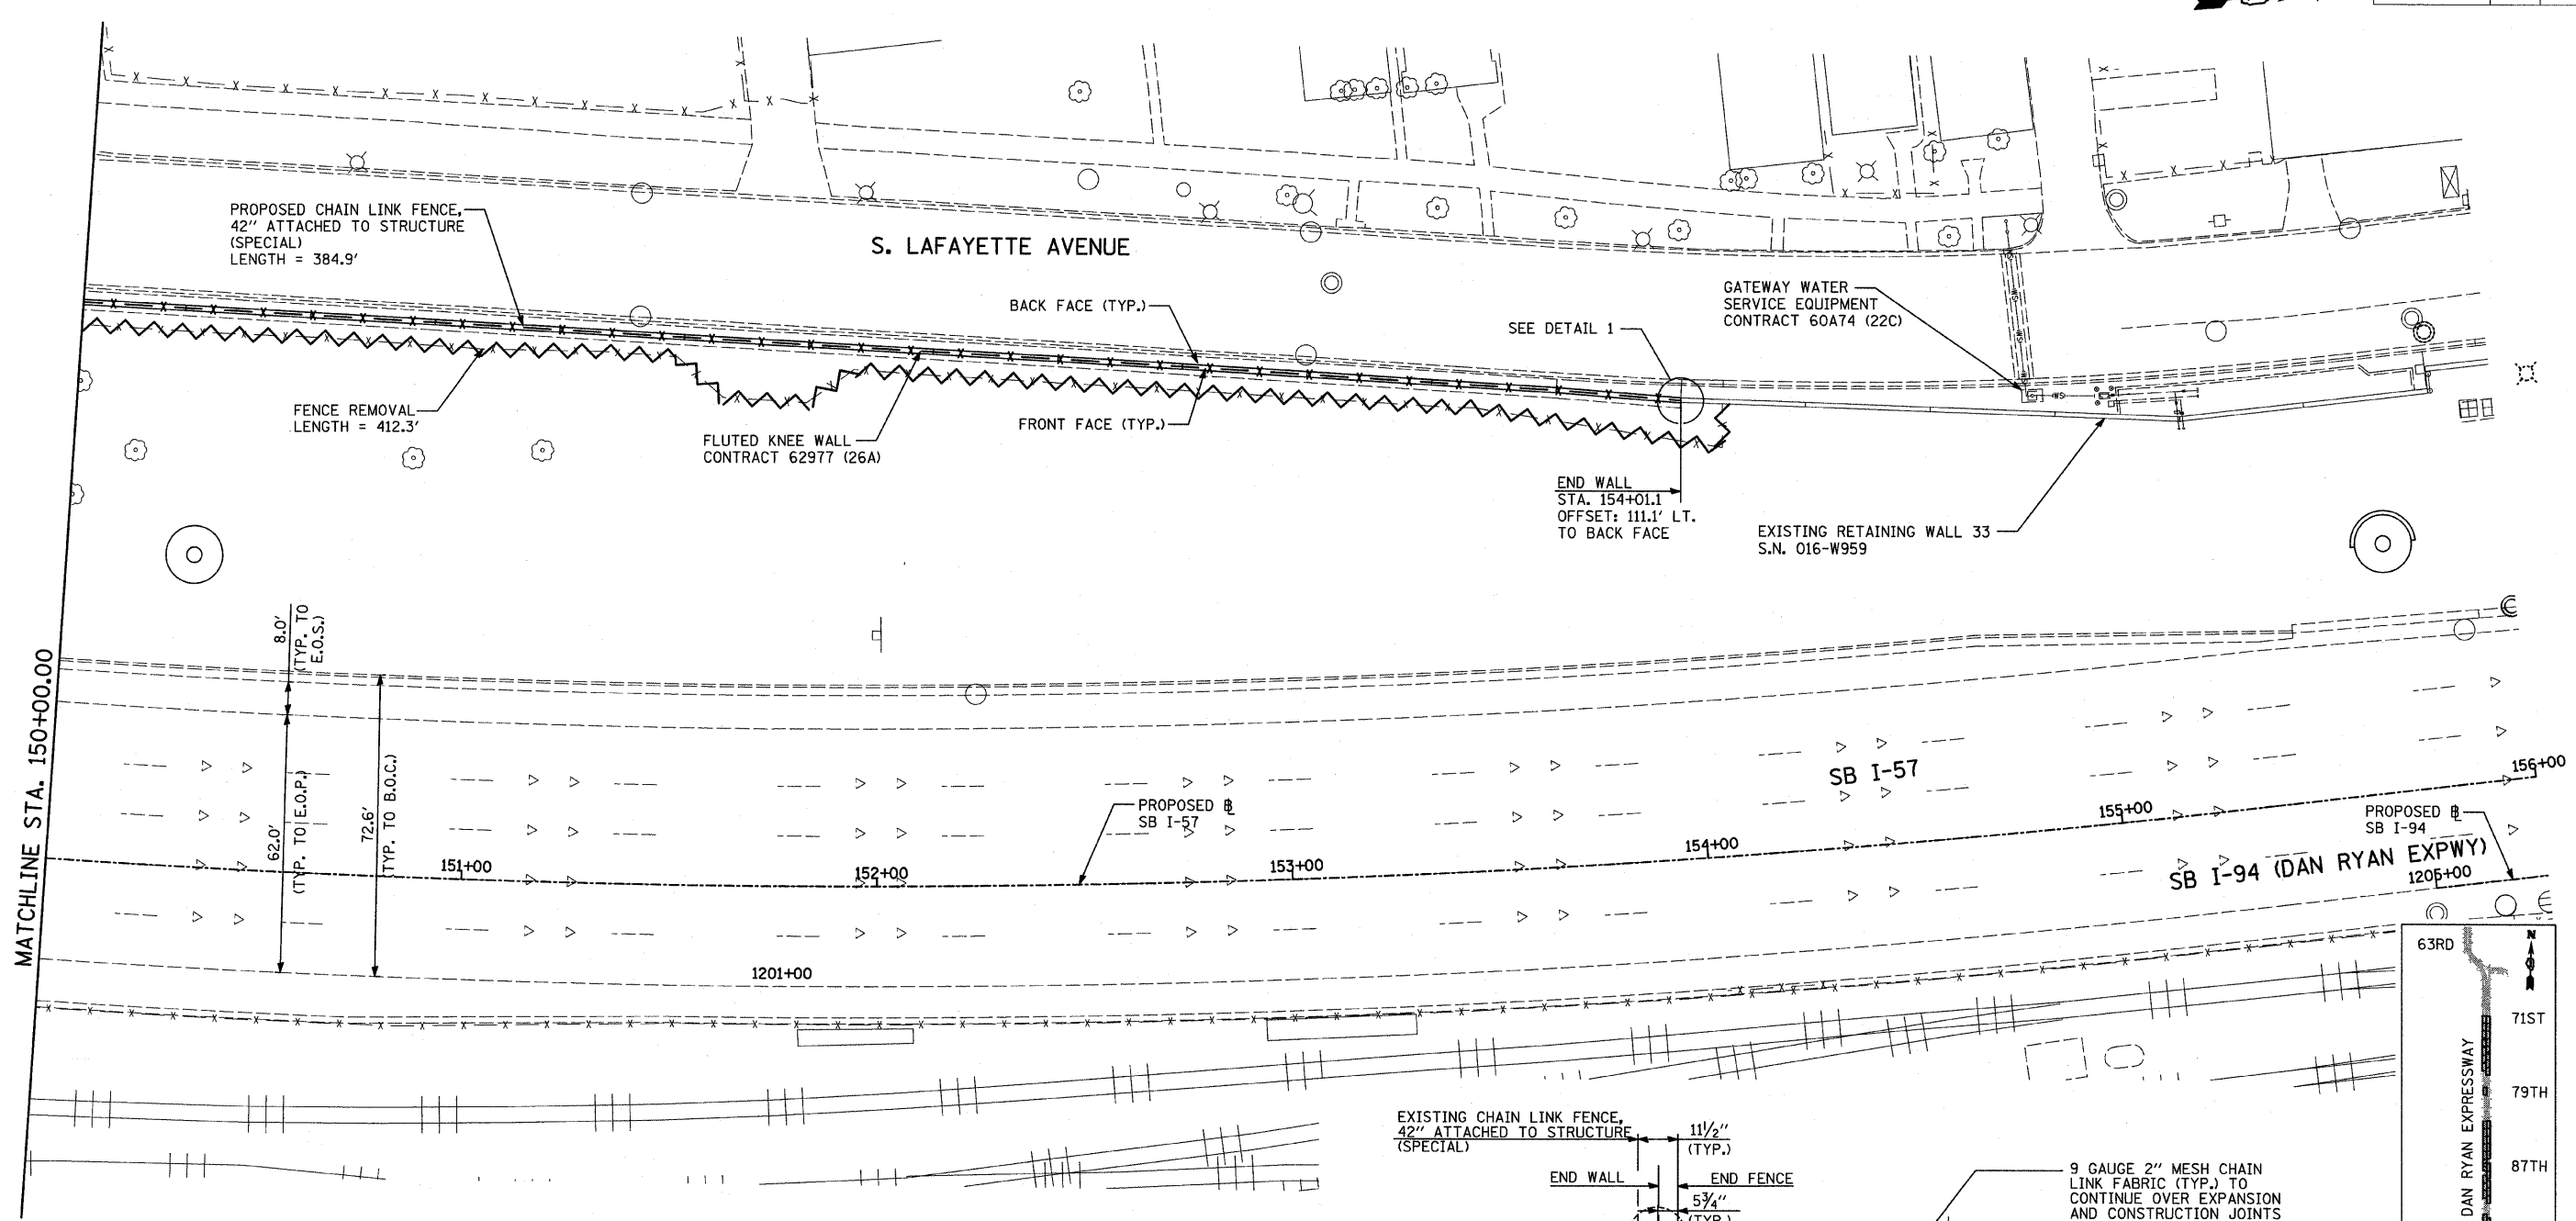 PROPOSED CHAIN LINK FENCE,
42" ATTACHED TO STRUCTURE
(SPECIAL)
LENGTH = 384.9'
S. LAFAYETTE AVENUE
BACK FACE (TYP.)
SEE DETAIL 1
GATEWAY WATER
SERVICE EQUIPMENT
CONTRACT 60A74 (22C)
FENCE REMOVAL
LENGTH = 412.3'
FLUTED KNEE WALL
CONTRACT 62977 (26A)
FRONT FACE (TYP.)
END WALL
STA. 154+01.1
OFFSET: 111.1' LT.
TO BACK FACE
EXISTING RETAINING WALL 33
S.N. 016-W959
MATCHLINE STA. 150+00.00
8.0'
(TYP. TO
E.O.S.)
62.0'
(TYP. TO E.O.P.)
72.6'
(TYP. TO B.O.C.)
151+00
152+00
153+00
154+00
155+00
156+00
PROPOSED ℄
SB I-57
SB I-57
PROPOSED ℄
SB I-94
SB I-94 (DAN RYAN EXPWY)
1205+00
1201+00
63RD
N
71ST
79TH
87TH
DAN RYAN EXPRESSWAY
EXISTING CHAIN LINK FENCE,
42" ATTACHED TO STRUCTURE
(SPECIAL)
11½"
(TYP.)
END WALL
END FENCE
5¾"
(TYP.)
9 GAUGE 2" MESH CHAIN
LINK FABRIC (TYP.) TO
CONTINUE OVER EXPANSION
AND CONSTRUCTION JOINTS